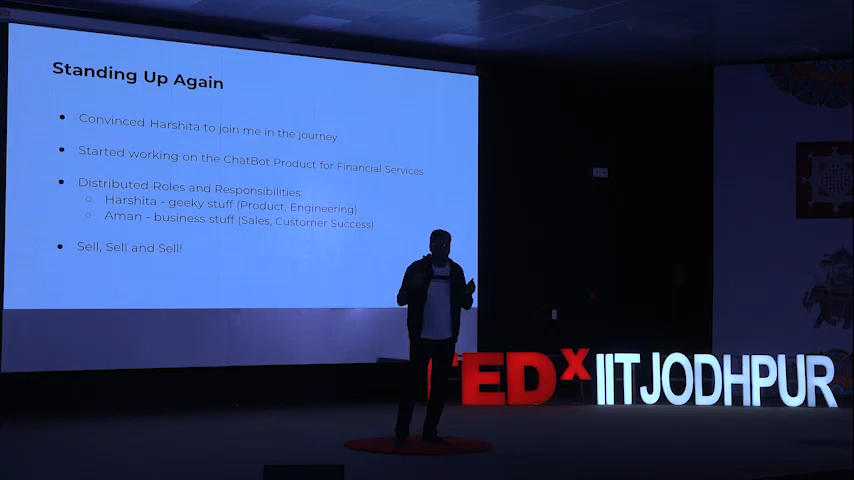 Standing Up Again
Convinced Harshita to join me in the journey
Started working on the ChatBot Product for Financial Services
Distributed Roles and Responsibilities:
Harshita - geeky stuff (Product, Engineering)
Aman - business stuff (Sales, Customer Success)
Sell, Sell and Sell!
TEDx IITJODHPUR